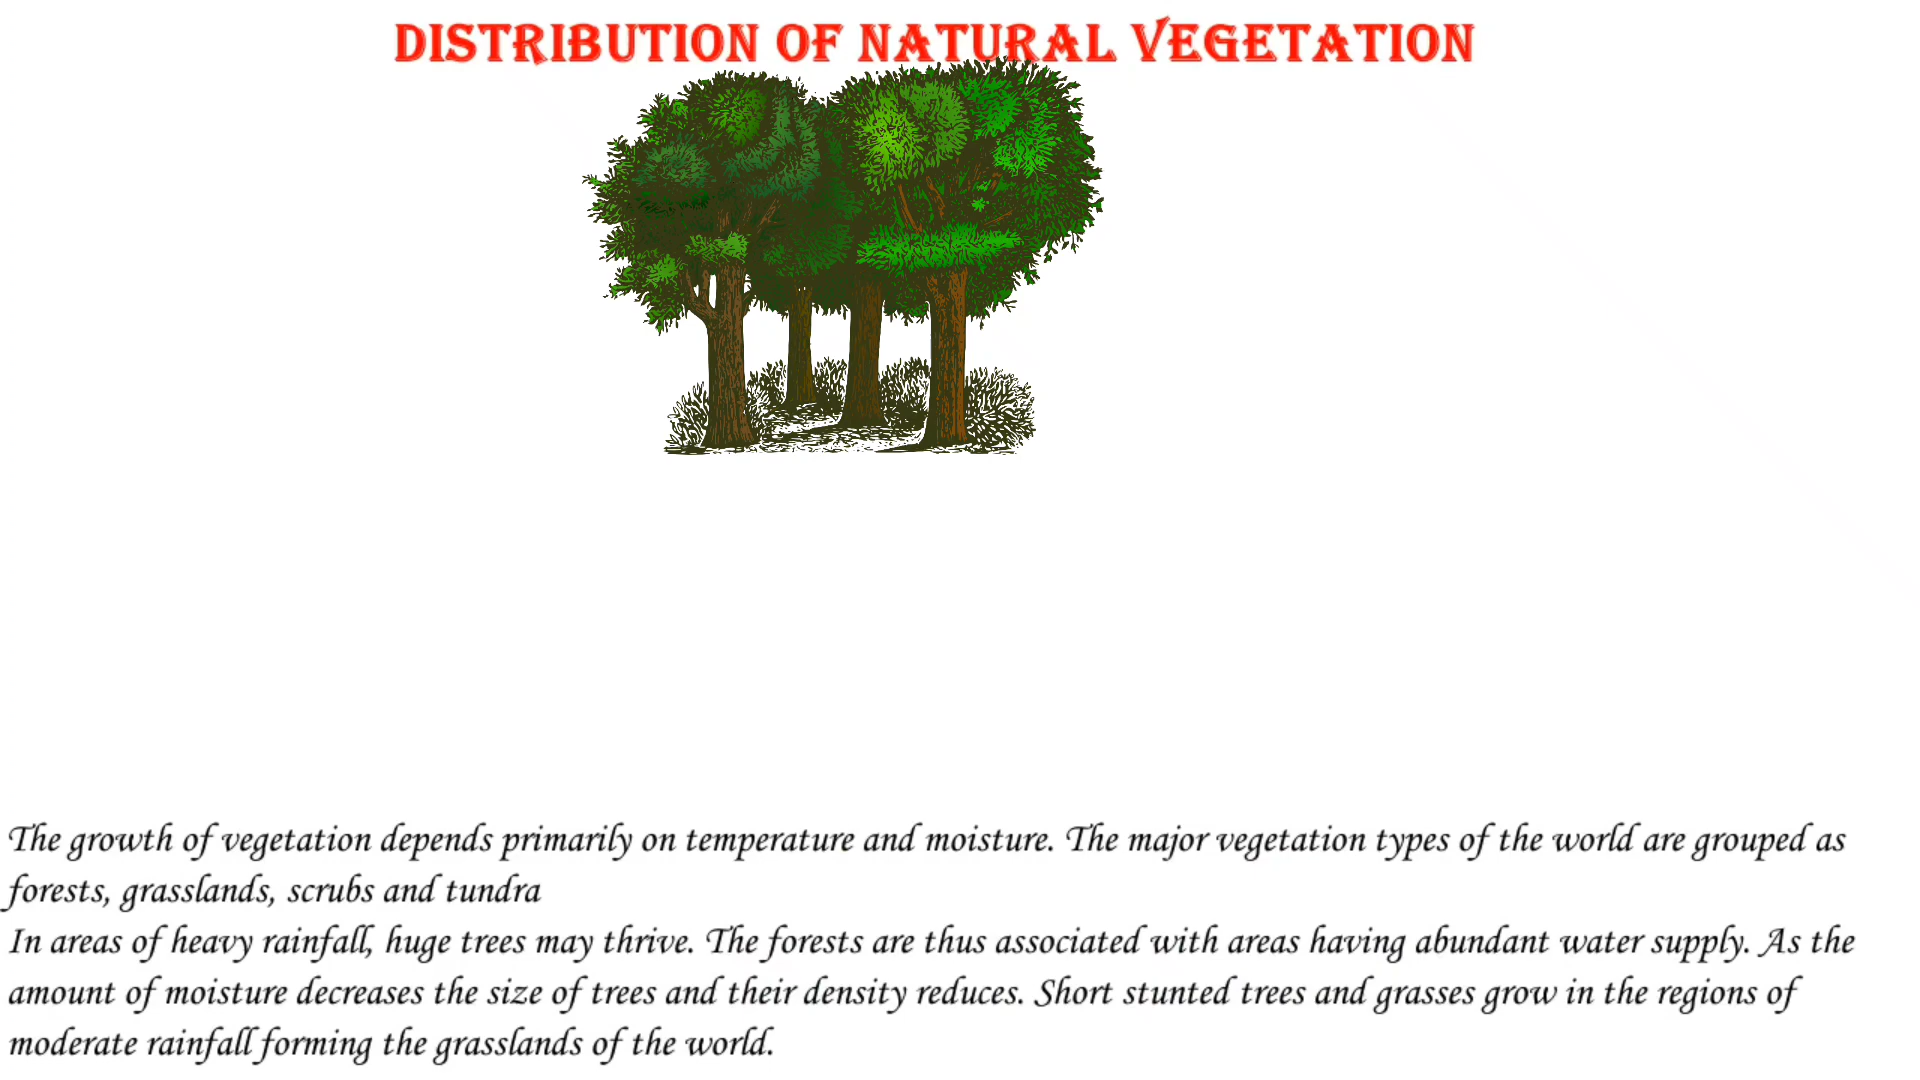 DISTRIBUTION OF NATURAL VEGETATION
The growth of vegetation depends primarily on temperature and moisture. The major vegetation types of the world are grouped as
forests, grasslands, scrubs and tundra
In areas of heavy rainfall, huge trees may thrive. The forests are thus associated with areas having abundant water supply. As the
amount of moisture decreases the size of trees and their density reduces. Short stunted trees and grasses grow in the regions of
moderate rainfall forming the grasslands of the world.